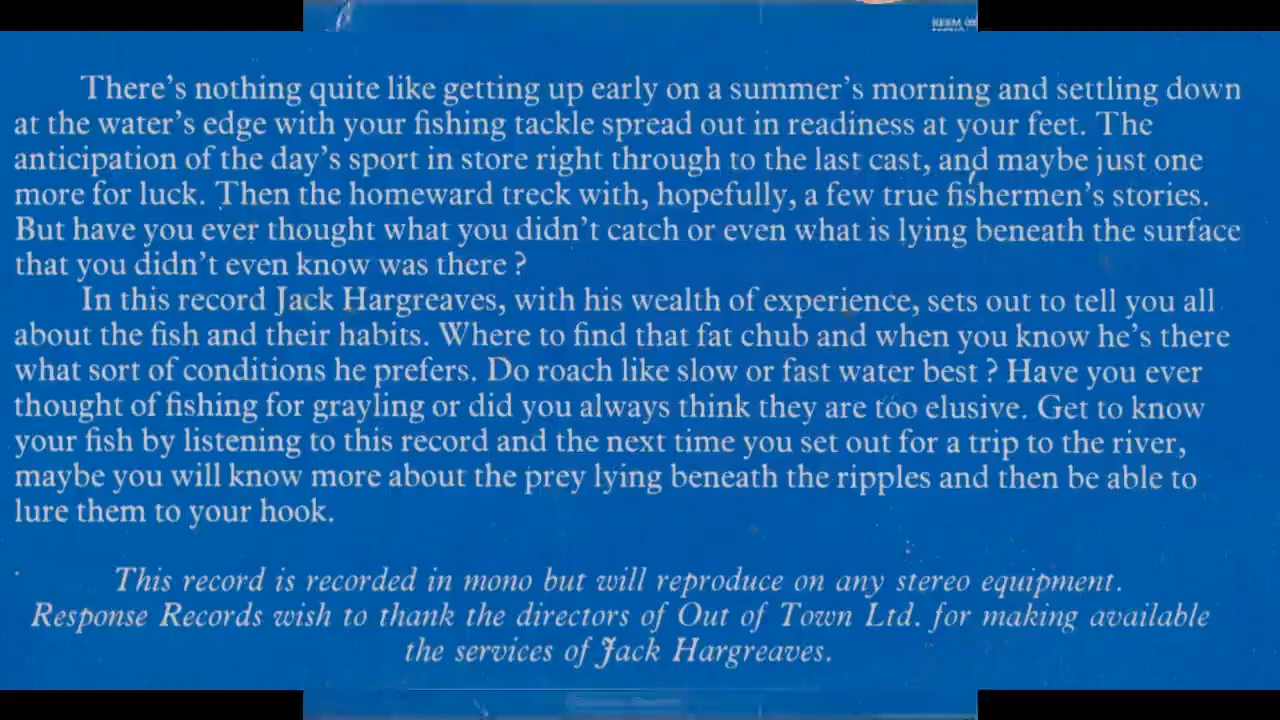 There's nothing quite like getting up early on a summer's morning and settling down
at the water's edge with your fishing tackle spread out in readiness at your feet. The
anticipation of the day's sport in store right through to the last cast, and maybe just one
more for luck. Then the homeward treck with, hopefully, a few true fishermen's stories.
But have you ever thought what you didn't catch or even what is lying beneath the surface
that you didn't even know was there ?
In this record Jack Hargreaves, with his wealth of experience, sets out to tell you all
about the fish and their habits. Where to find that fat chub and when you know he's there
what sort of conditions he prefers. Do roach like slow or fast water best ? Have you ever
thought of fishing for grayling or did you always think they are too elusive. Get to know
your fish by listening to this record and the next time you set out for a trip to the river,
maybe you will know more about the prey lying beneath the ripples and then be able to
lure them to your hook.
This record is recorded in mono but will reproduce on any stereo equipment.
Response Records wish to thank the directors of Out of Town Ltd. for making available
the services of Jack Hargreaves.